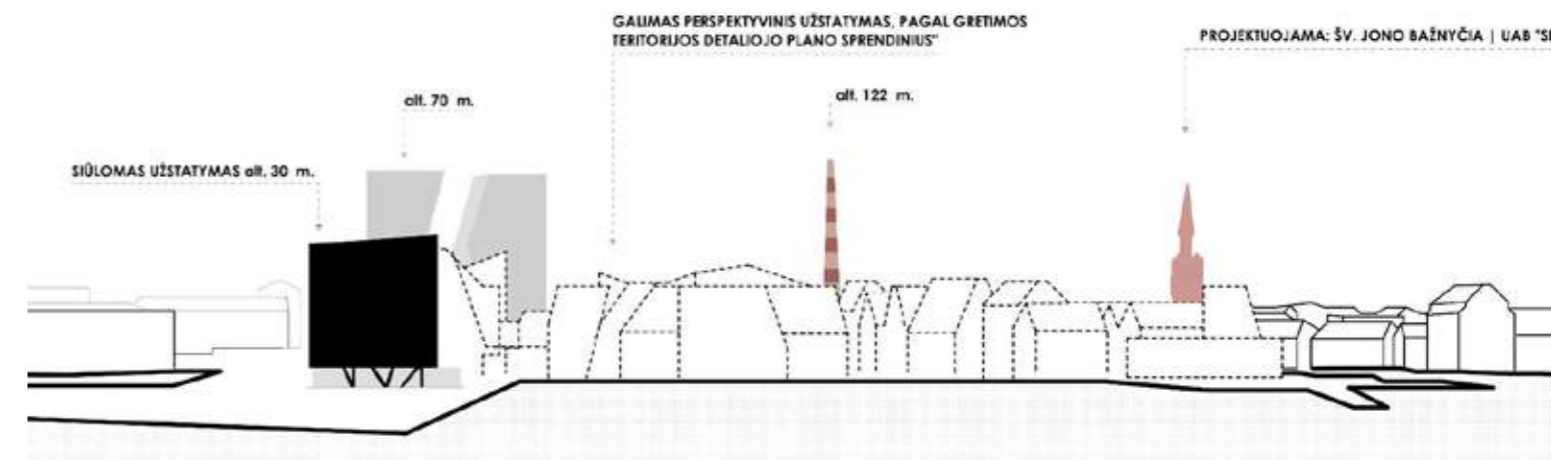 GALIMAS PERSPEKTYVINIS UŽSTATYMAS, PAGAL GRETIMOS
TERITORIJOS DETALIOJO PLANO SPRENDINIUS"
PROJEKTUOJAMA: ŠV. JONO BAŽNYČIA | UAB
alt. 70 m.
alt. 122 m.
SIŪLOMAS UŽSTATYMAS alt. 30 m.